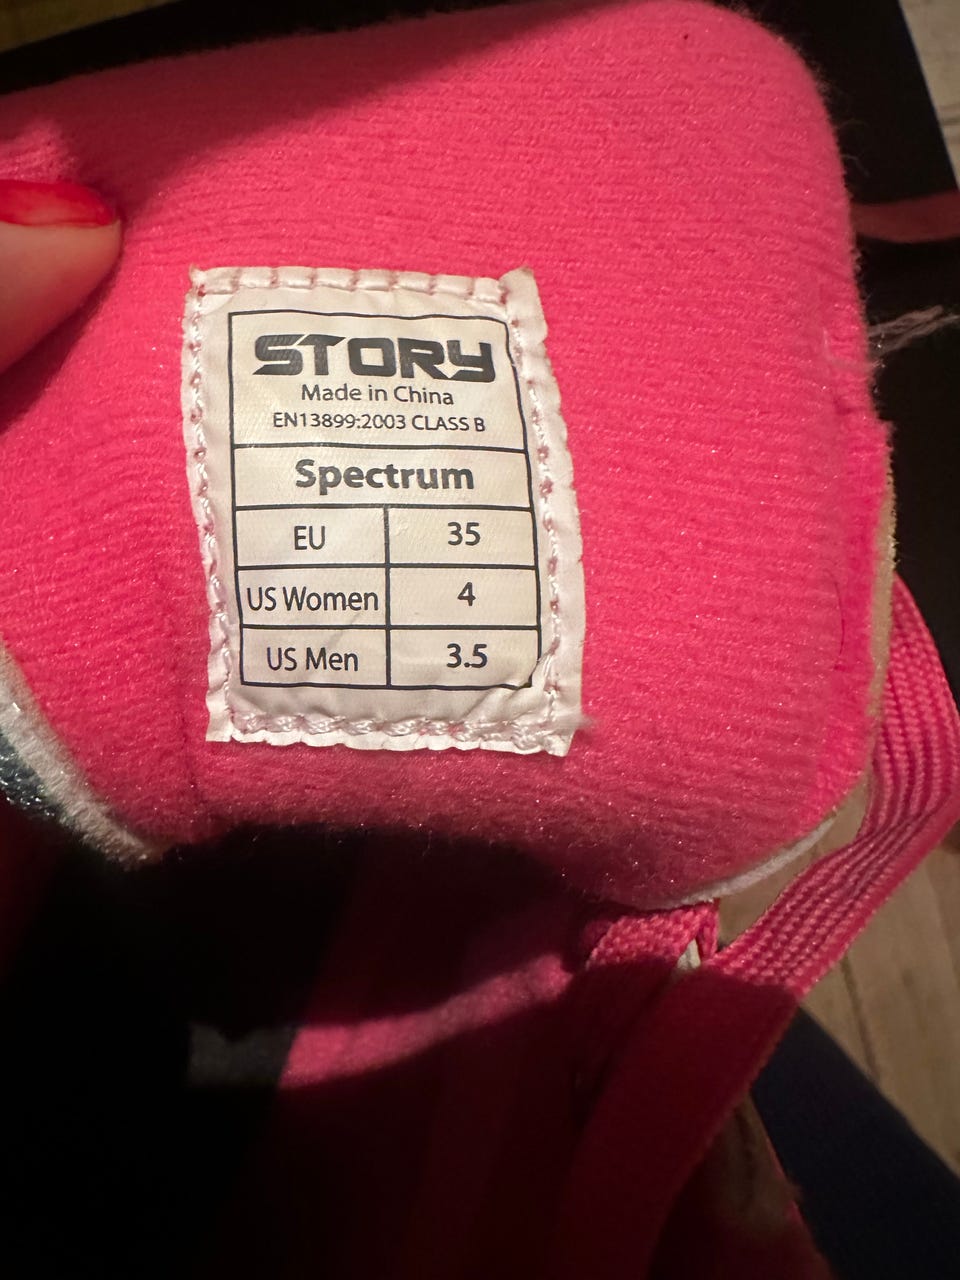 STORY
Made in China
EN13899:2003 CLASS B
Spectrum
EU 35
US Women 4
US Men 3.5